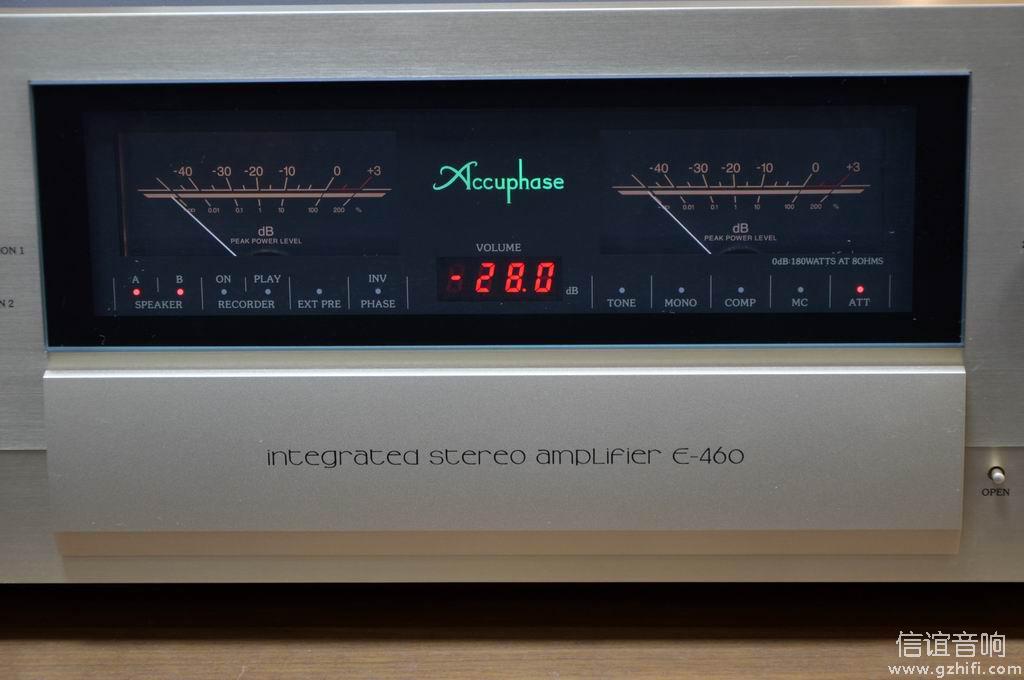 -40 -30 -20 -10 0 +3
0.01 0.1 1 10 100 200 %
dB
PEAK POWER LEVEL
Accuphase
-40 -30 -20 -10 0 +3
0.01 0.1 1 10 100 200 %
dB
PEAK POWER LEVEL
0dB:180WATTS AT 8OHMS
VOLUME
-28.0 dB
A B
SPEAKER
ON PLAY
RECORDER
EXT PRE
INV
PHASE
TONE
MONO
COMP
MC
ATT
ON 1
N 2
integrated stereo amplifier E-460
OPEN
信谊音响
www.gzhifi.com